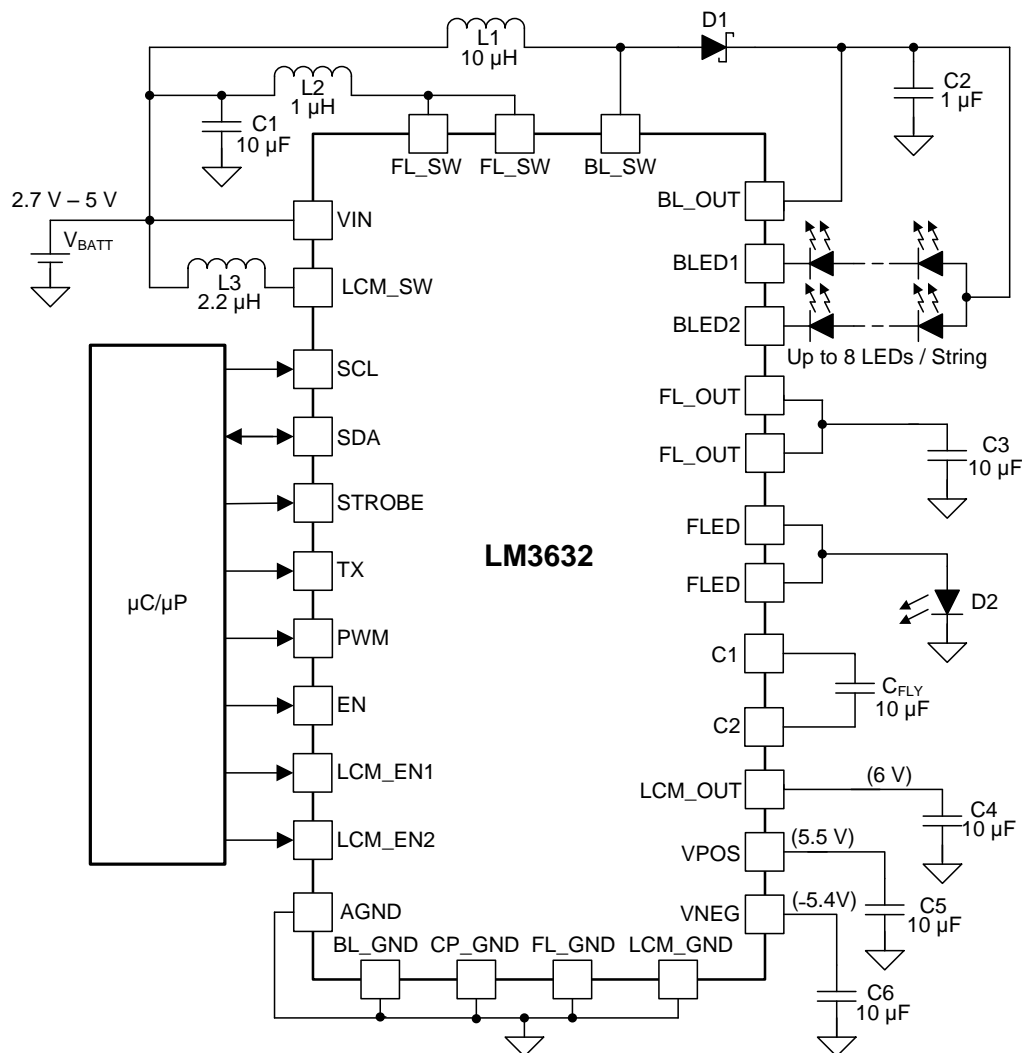 D1
L1
10 µH
L2
1 µH
C2
1 µF
C1
10 µF
FL_SW
FL_SW
BL_SW
2.7 V – 5 V
VBATT
VIN
BL_OUT
L3
2.2 µH
LCM_SW
BLED1
BLED2
Up to 8 LEDs / String
SCL
FL_OUT
SDA
FL_OUT
C3
10 µF
STROBE
FLED
LM3632
TX
FLED
D2
µC/µP
PWM
C1
CFLY
10 µF
EN
C2
LCM_EN1
LCM_OUT
(6 V)
C4
10 µF
LCM_EN2
VPOS
(5.5 V)
AGND
VNEG
(-5.4V)
C5
10 µF
BL_GND
CP_GND
FL_GND
LCM_GND
C6
10 µF